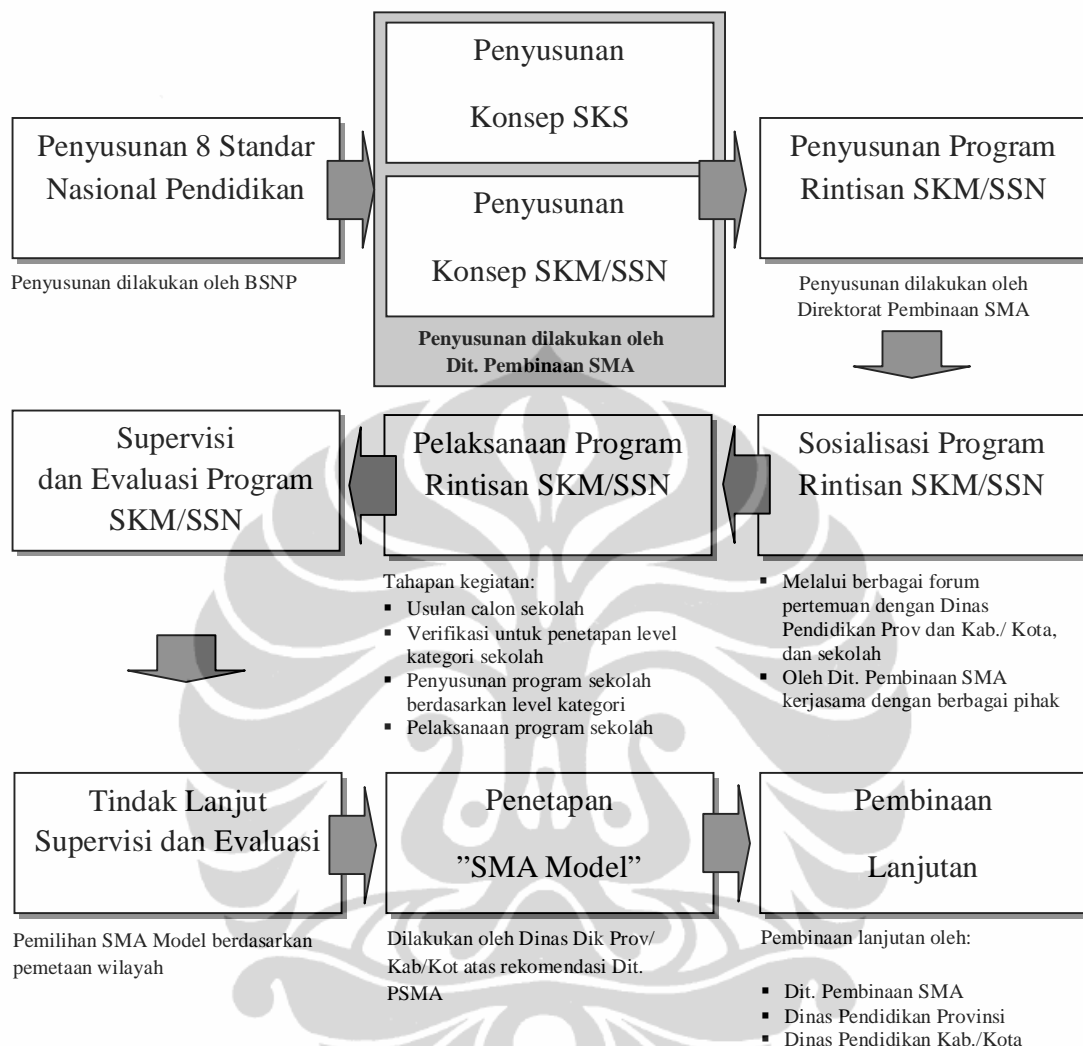 Penyusunan 8 Standar
Nasional Pendidikan
Penyusunan dilakukan oleh BSNP
Penyusunan
Konsep SKS
Penyusunan
Konsep SKM/SSN
Penyusunan dilakukan oleh
Dit. Pembinaan SMA
Penyusunan Program
Rintisan SKM/SSN
Penyusunan dilakukan oleh
Direktorat Pembinaan SMA
Sosialisasi Program
Rintisan SKM/SSN
▪ Melalui berbagai forum
pertemuan dengan Dinas
Pendidikan Prov dan Kab./ Kota,
dan sekolah
▪ Oleh Dit. Pembinaan SMA
kerjasama dengan berbagai pihak
Pelaksanaan Program
Rintisan SKM/SSN
Tahapan kegiatan:
▪ Usulan calon sekolah
▪ Verifikasi untuk penetapan level
kategori sekolah
▪ Penyusunan program sekolah
berdasarkan level kategori
▪ Pelaksanaan program sekolah
Supervisi
dan Evaluasi Program
SKM/SSN
Tindak Lanjut
Supervisi dan Evaluasi
Pemilihan SMA Model berdasarkan
pemetaan wilayah
Penetapan
”SMA Model”
Dilakukan oleh Dinas Dik Prov/
Kab/Kot atas rekomendasi Dit.
PSMA
Pembinaan
Lanjutan
Pembinaan lanjutan oleh:
▪ Dit. Pembinaan SMA
▪ Dinas Pendidikan Provinsi
▪ Dinas Pendidikan Kab./Kota